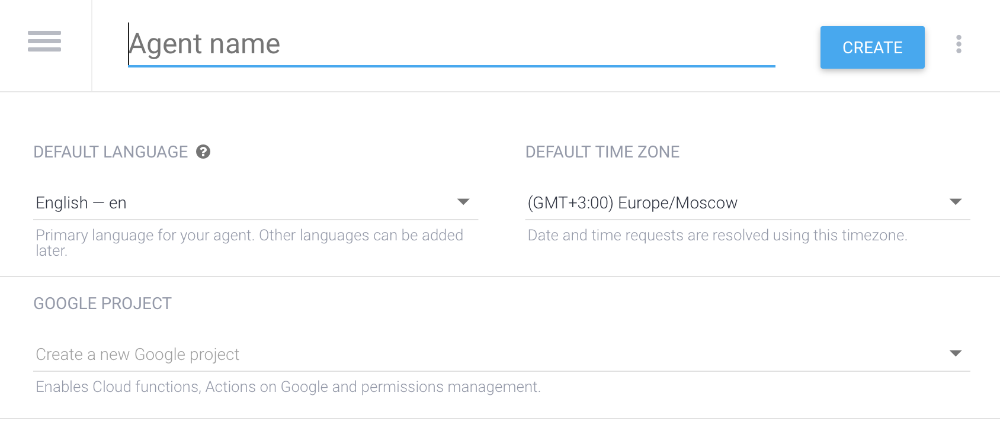 Agent name
CREATE
DEFAULT LANGUAGE ?
English — en
Primary language for your agent. Other languages can be added
later.
DEFAULT TIME ZONE
(GMT+3:00) Europe/Moscow
Date and time requests are resolved using this timezone.
GOOGLE PROJECT
Create a new Google project
Enables Cloud functions, Actions on Google and permissions management.